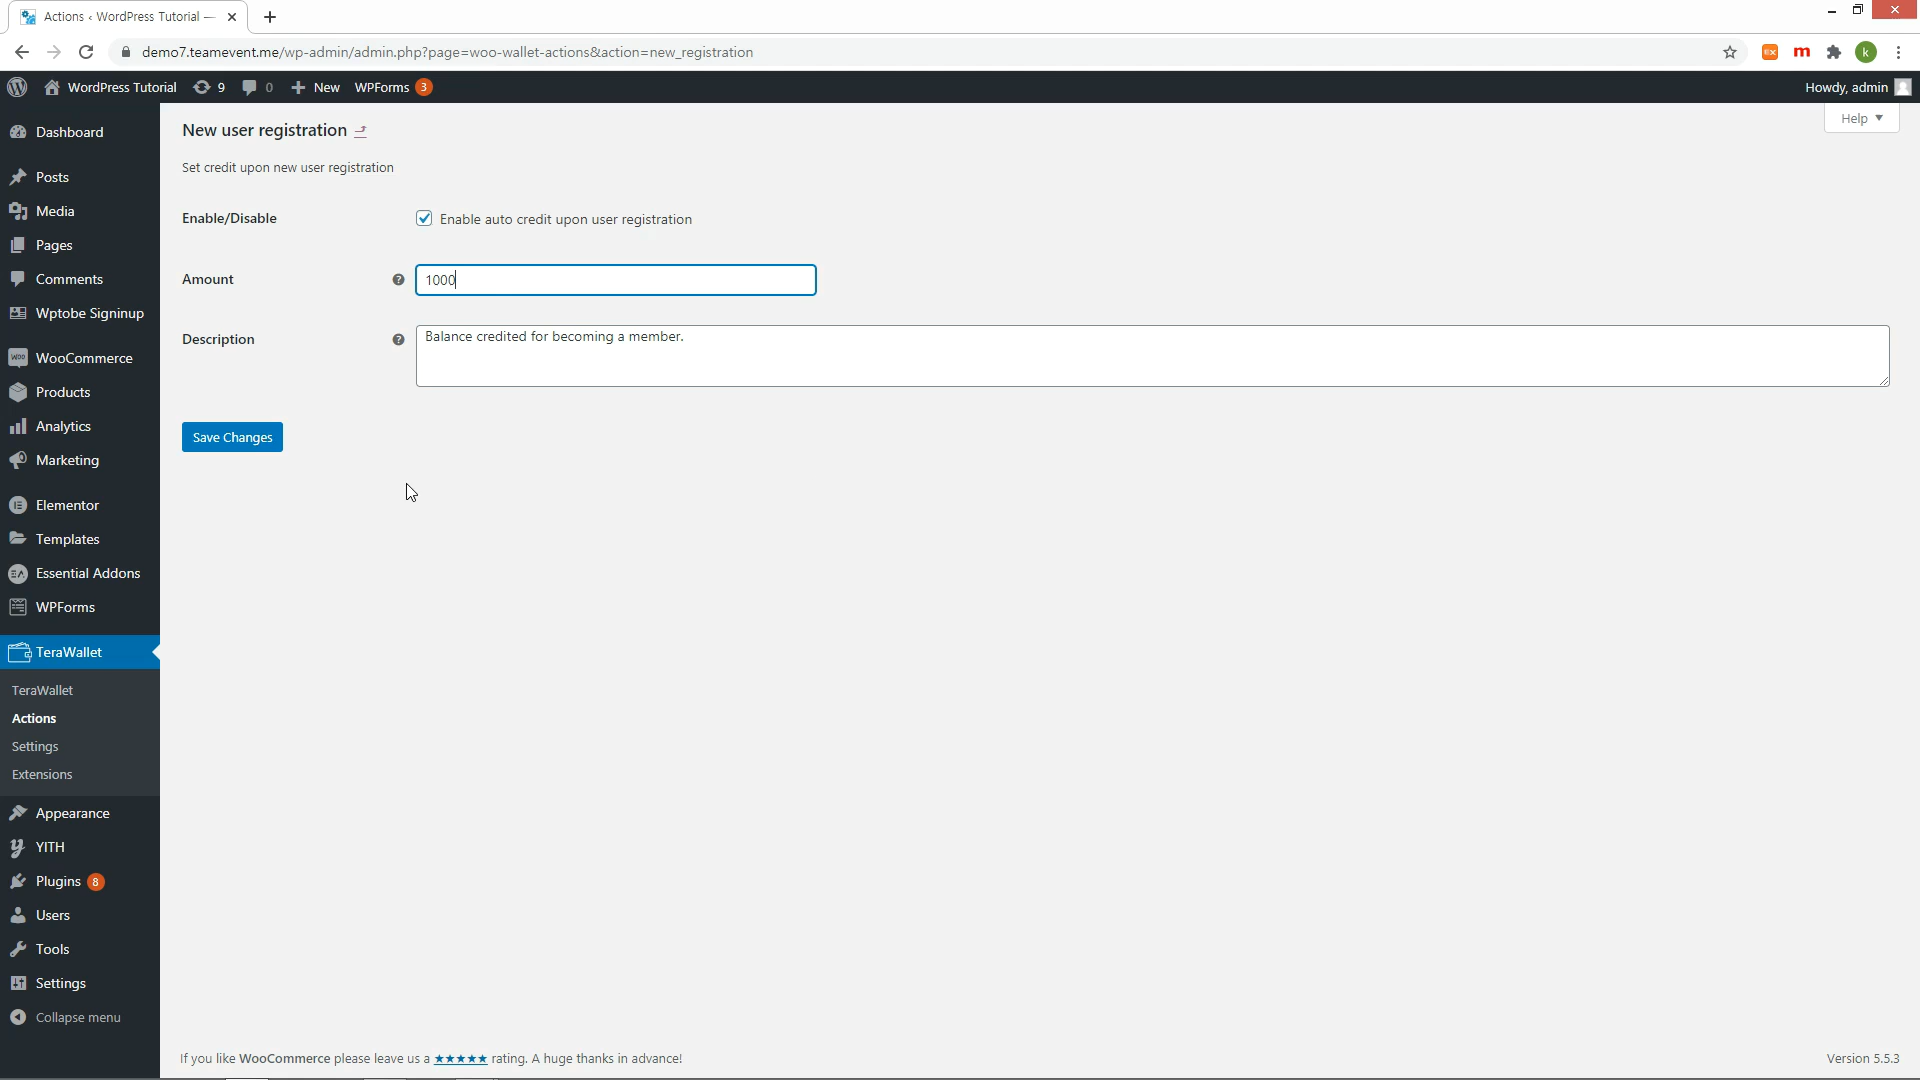 Actions ‹ WordPress Tutorial —
demo7.teamevent.me/wp-admin/admin.php?page=woo-wallet-actions&action=new_registration
EX
m
k
WordPress Tutorial
9
0
New
WPForms 3
Howdy, admin
Dashboard
Posts
Media
Pages
Comments
Wptobe Signinup
WooCommerce
Products
Analytics
Marketing
Elementor
Templates
Essential Addons
WPForms
TeraWallet
TeraWallet
Actions
Settings
Extensions
Appearance
YITH
Plugins 8
Users
Tools
Settings
Collapse menu
New user registration
Help
Set credit upon new user registration
Enable/Disable
Enable auto credit upon user registration
Amount
1000
Description
Balance credited for becoming a member.
Save Changes
If you like WooCommerce please leave us a ★★★★★ rating. A huge thanks in advance!
Version 5.5.3